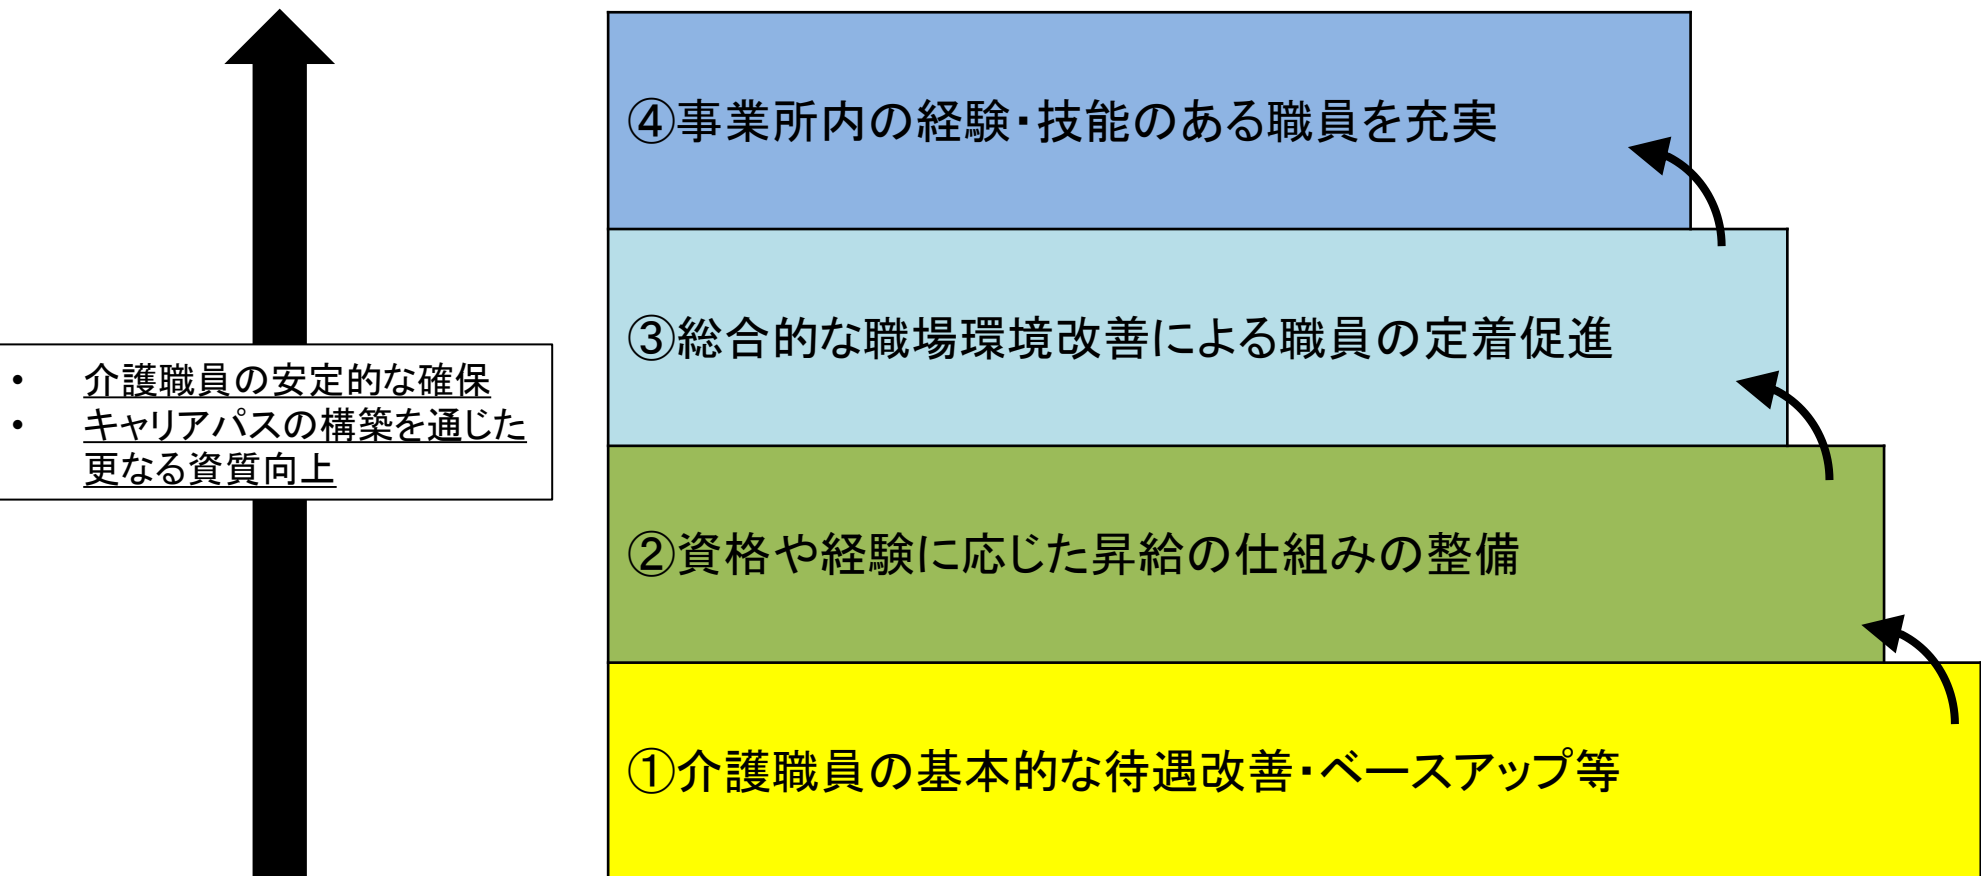 ④事業所内の経験・技能のある職員を充実
③総合的な職場環境改善による職員の定着促進
• 介護職員の安定的な確保
• キャリアパスの構築を通じた
更なる資質向上
②資格や経験に応じた昇給の仕組みの整備
①介護職員の基本的な待遇改善・ベースアップ等